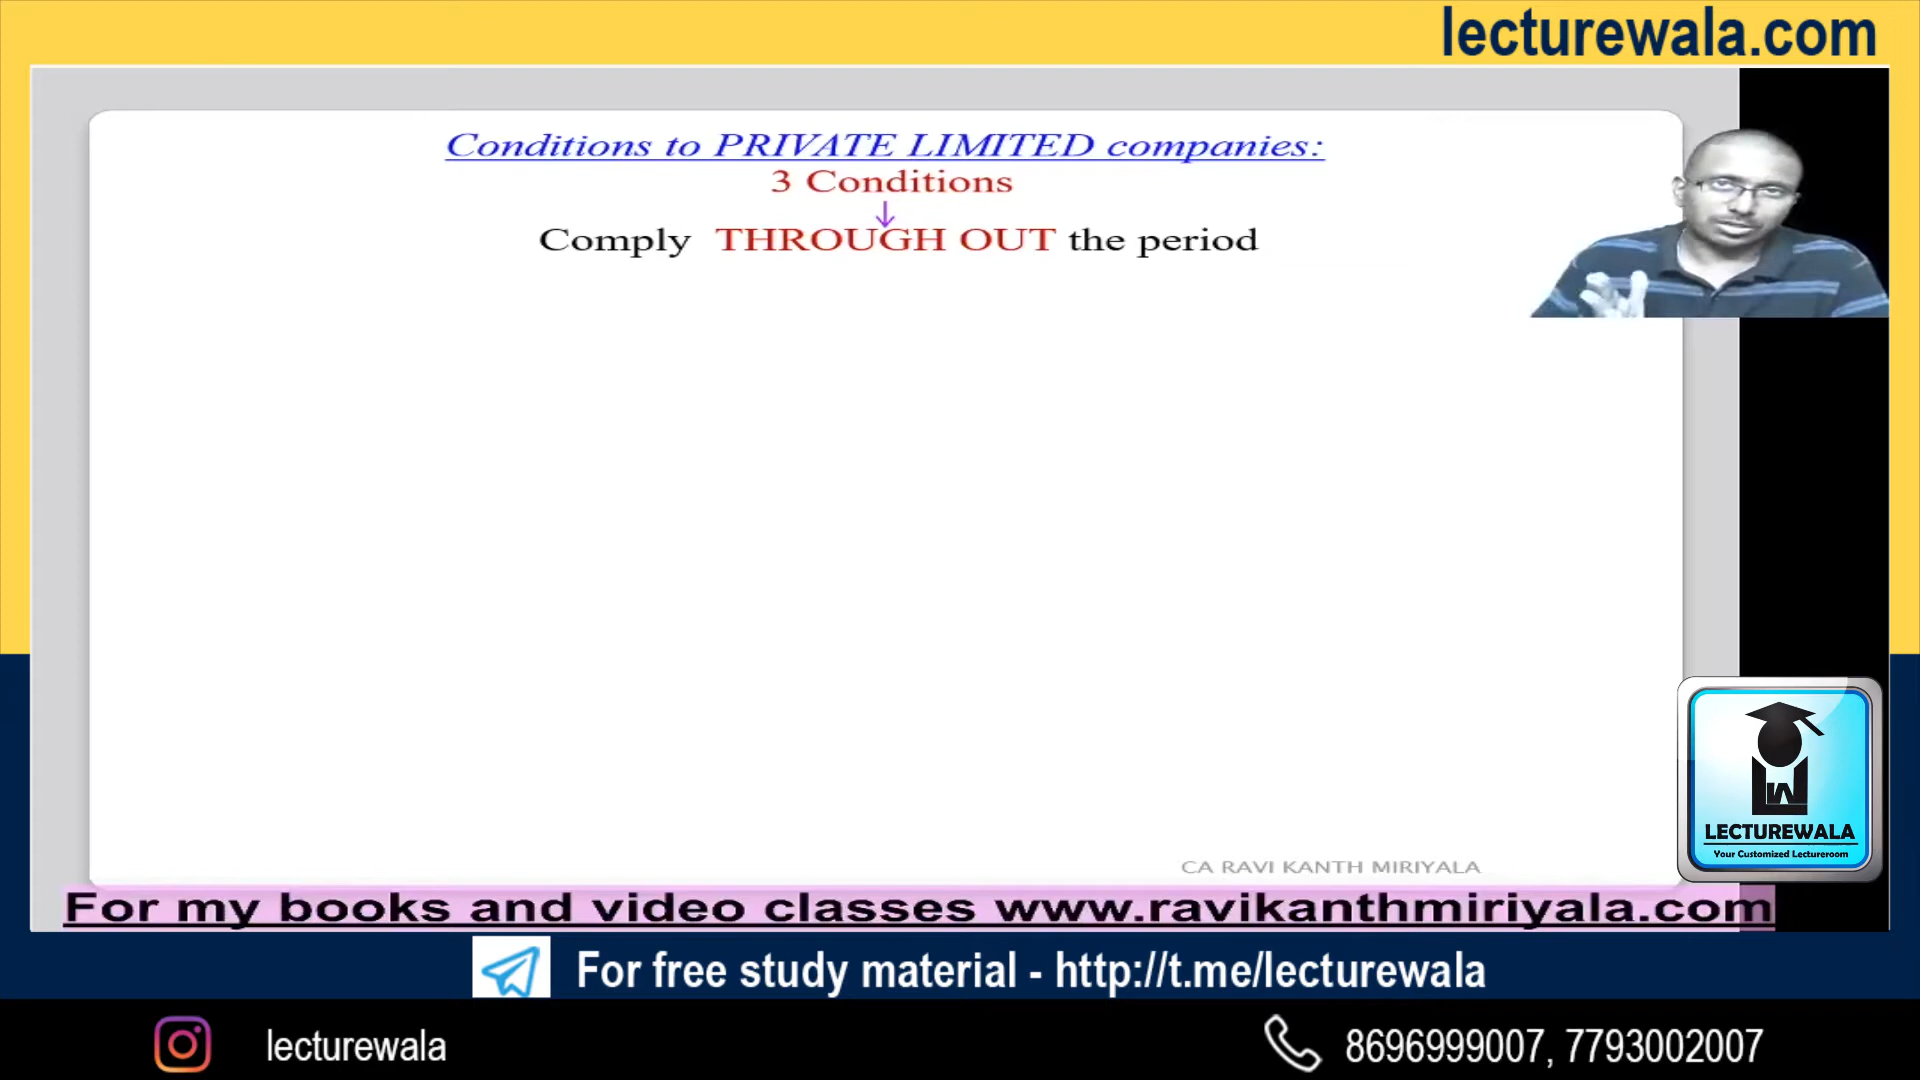 lecturewala.com
Conditions to PRIVATE LIMITED companies:
3 Conditions
Comply THROUGH OUT the period
LECTUREWALA
Your Customized Lectureroom
CA RAVI KANTH MIRIYALA
For my books and video classes www.ravikanthmiriyala.com
For free study material - http://t.me/lecturewala
lecturewala
8696999007, 7793002007